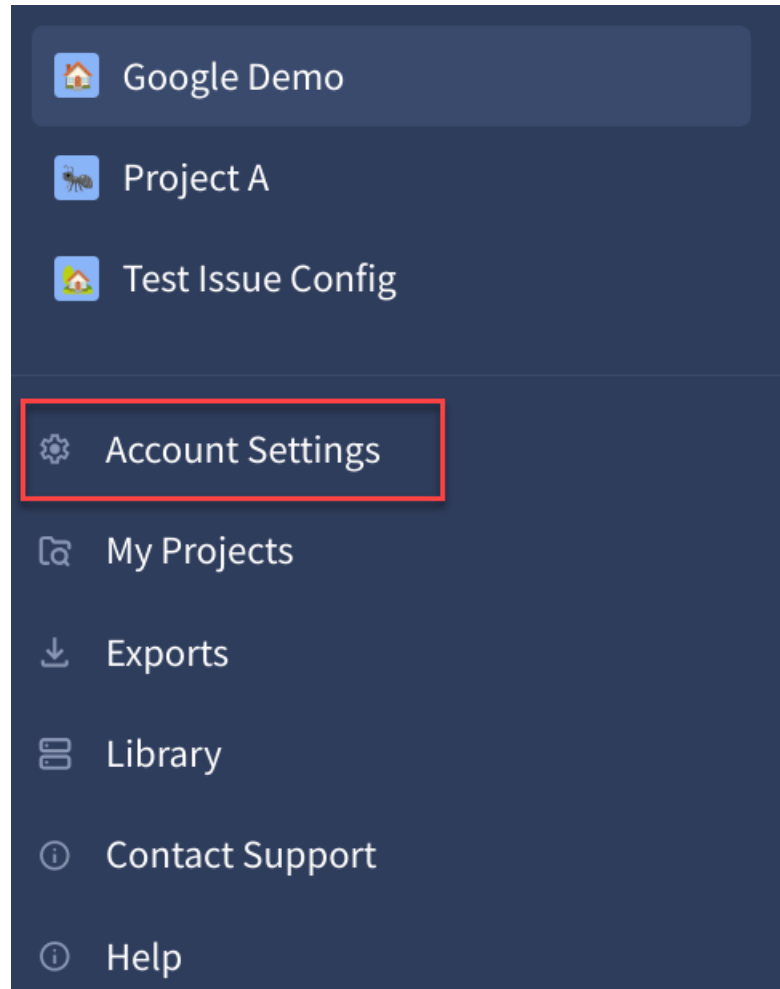 Google Demo
Project A
Test Issue Config
Account Settings
My Projects
Exports
Library
Contact Support
Help